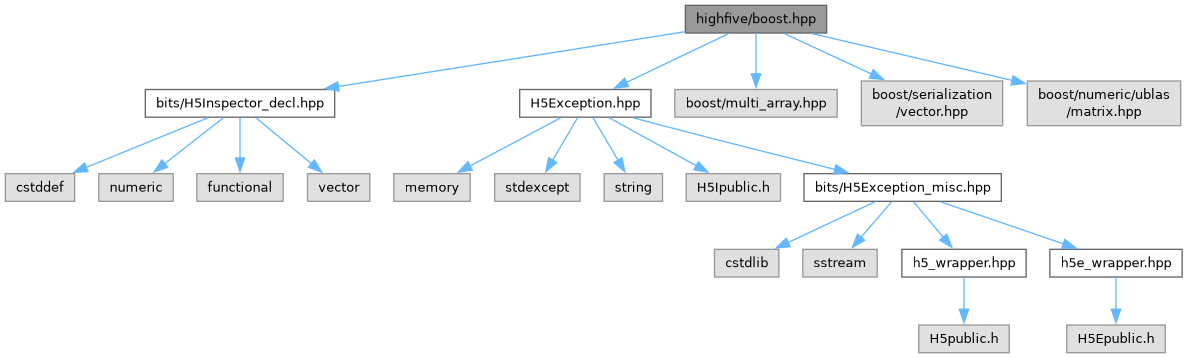 highfive/boost.hpp
bits/H5Inspector_decl.hpp
H5Exception.hpp
boost/multi_array.hpp
boost/serialization
/vector.hpp
boost/numeric/ublas
/matrix.hpp
cstddef
numeric
functional
vector
memory
stdexcept
string
H5Ipublic.h
bits/H5Exception_misc.hpp
cstdlib
sstream
h5_wrapper.hpp
h5e_wrapper.hpp
H5public.h
H5Epublic.h